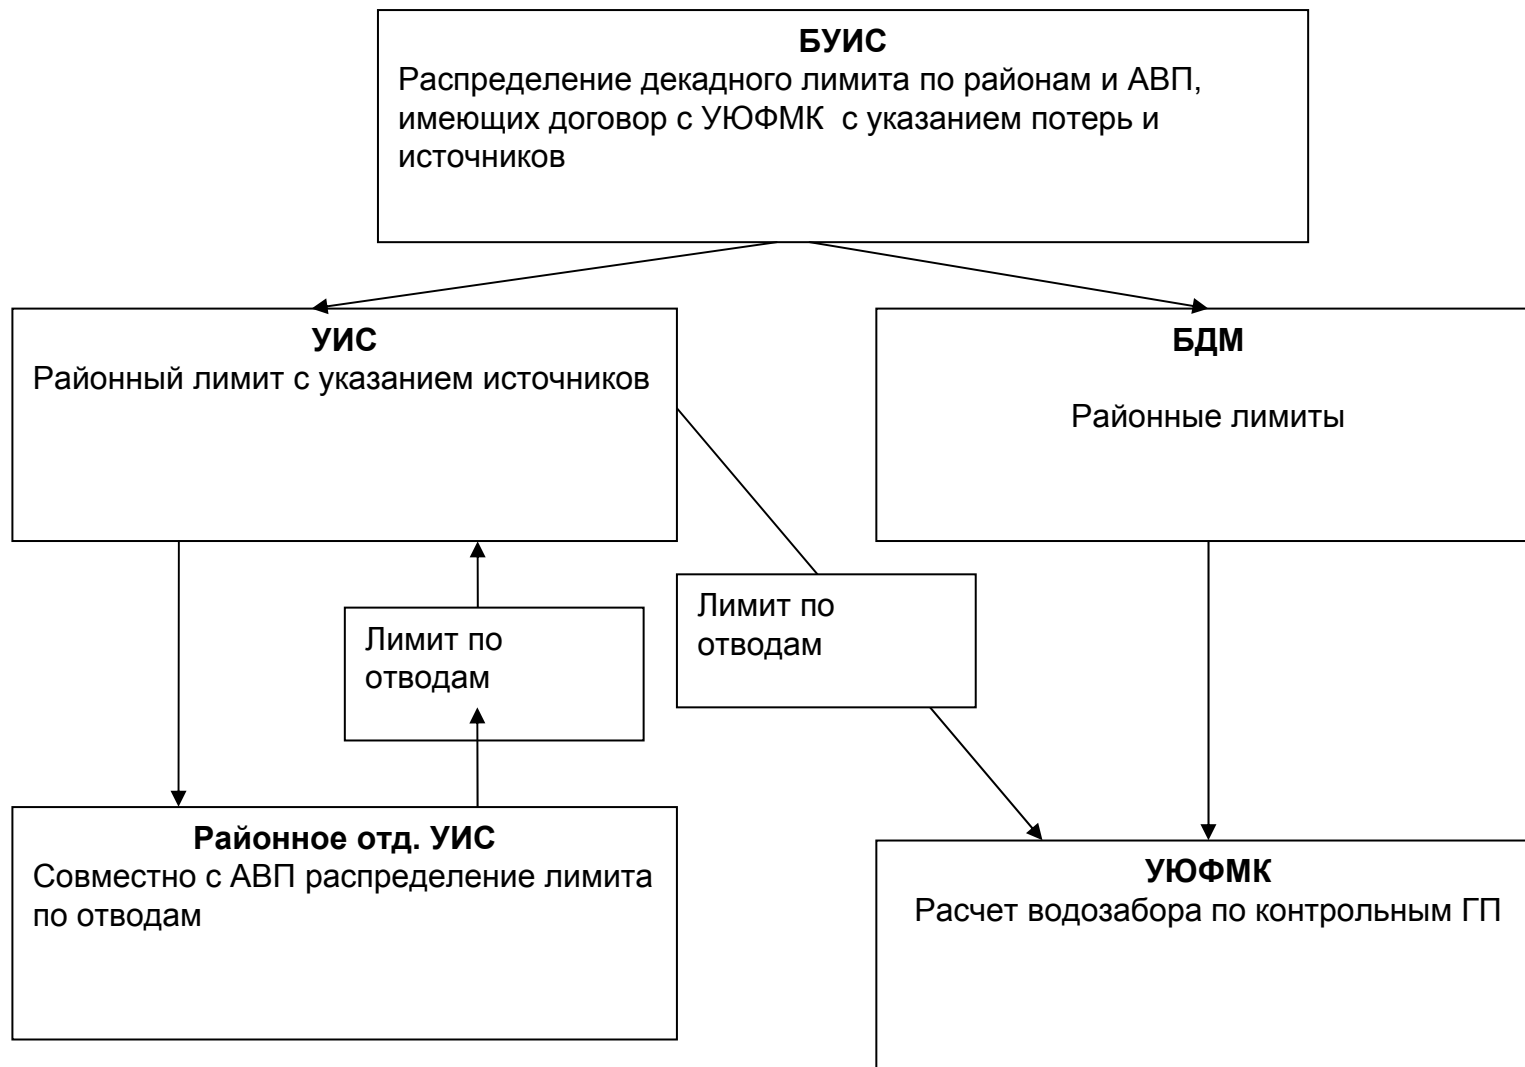 БУИС
Распределение декадного лимита по районам и АВП,
имеющих договор с УЮФМК с указанием потерь и
источников
УИС
Районный лимит с указанием источников
БДМ
Районные лимиты
Лимит по
отводам
Лимит по
отводам
Районное отд. УИС
Совместно с АВП распределение лимита
по отводам
УЮФМК
Расчет водозабора по контрольным ГП